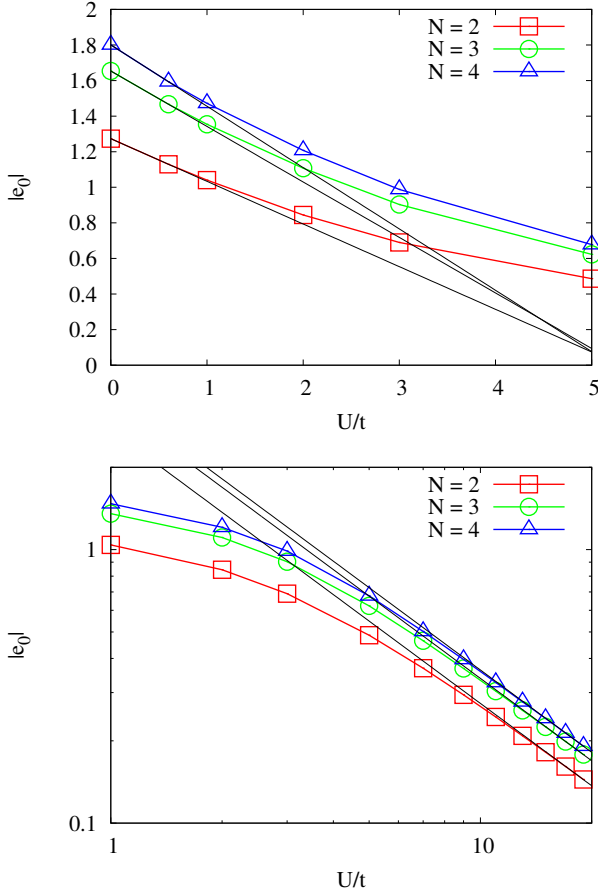 1.8
1.6
1.4
1.2
1
0.8
0.6
0.4
0.2
0
|e₀|
N = 2
N = 3
N = 4
0 1 2 3 4 5
U/t
1
0.1
|e₀|
N = 2
N = 3
N = 4
1 10
U/t